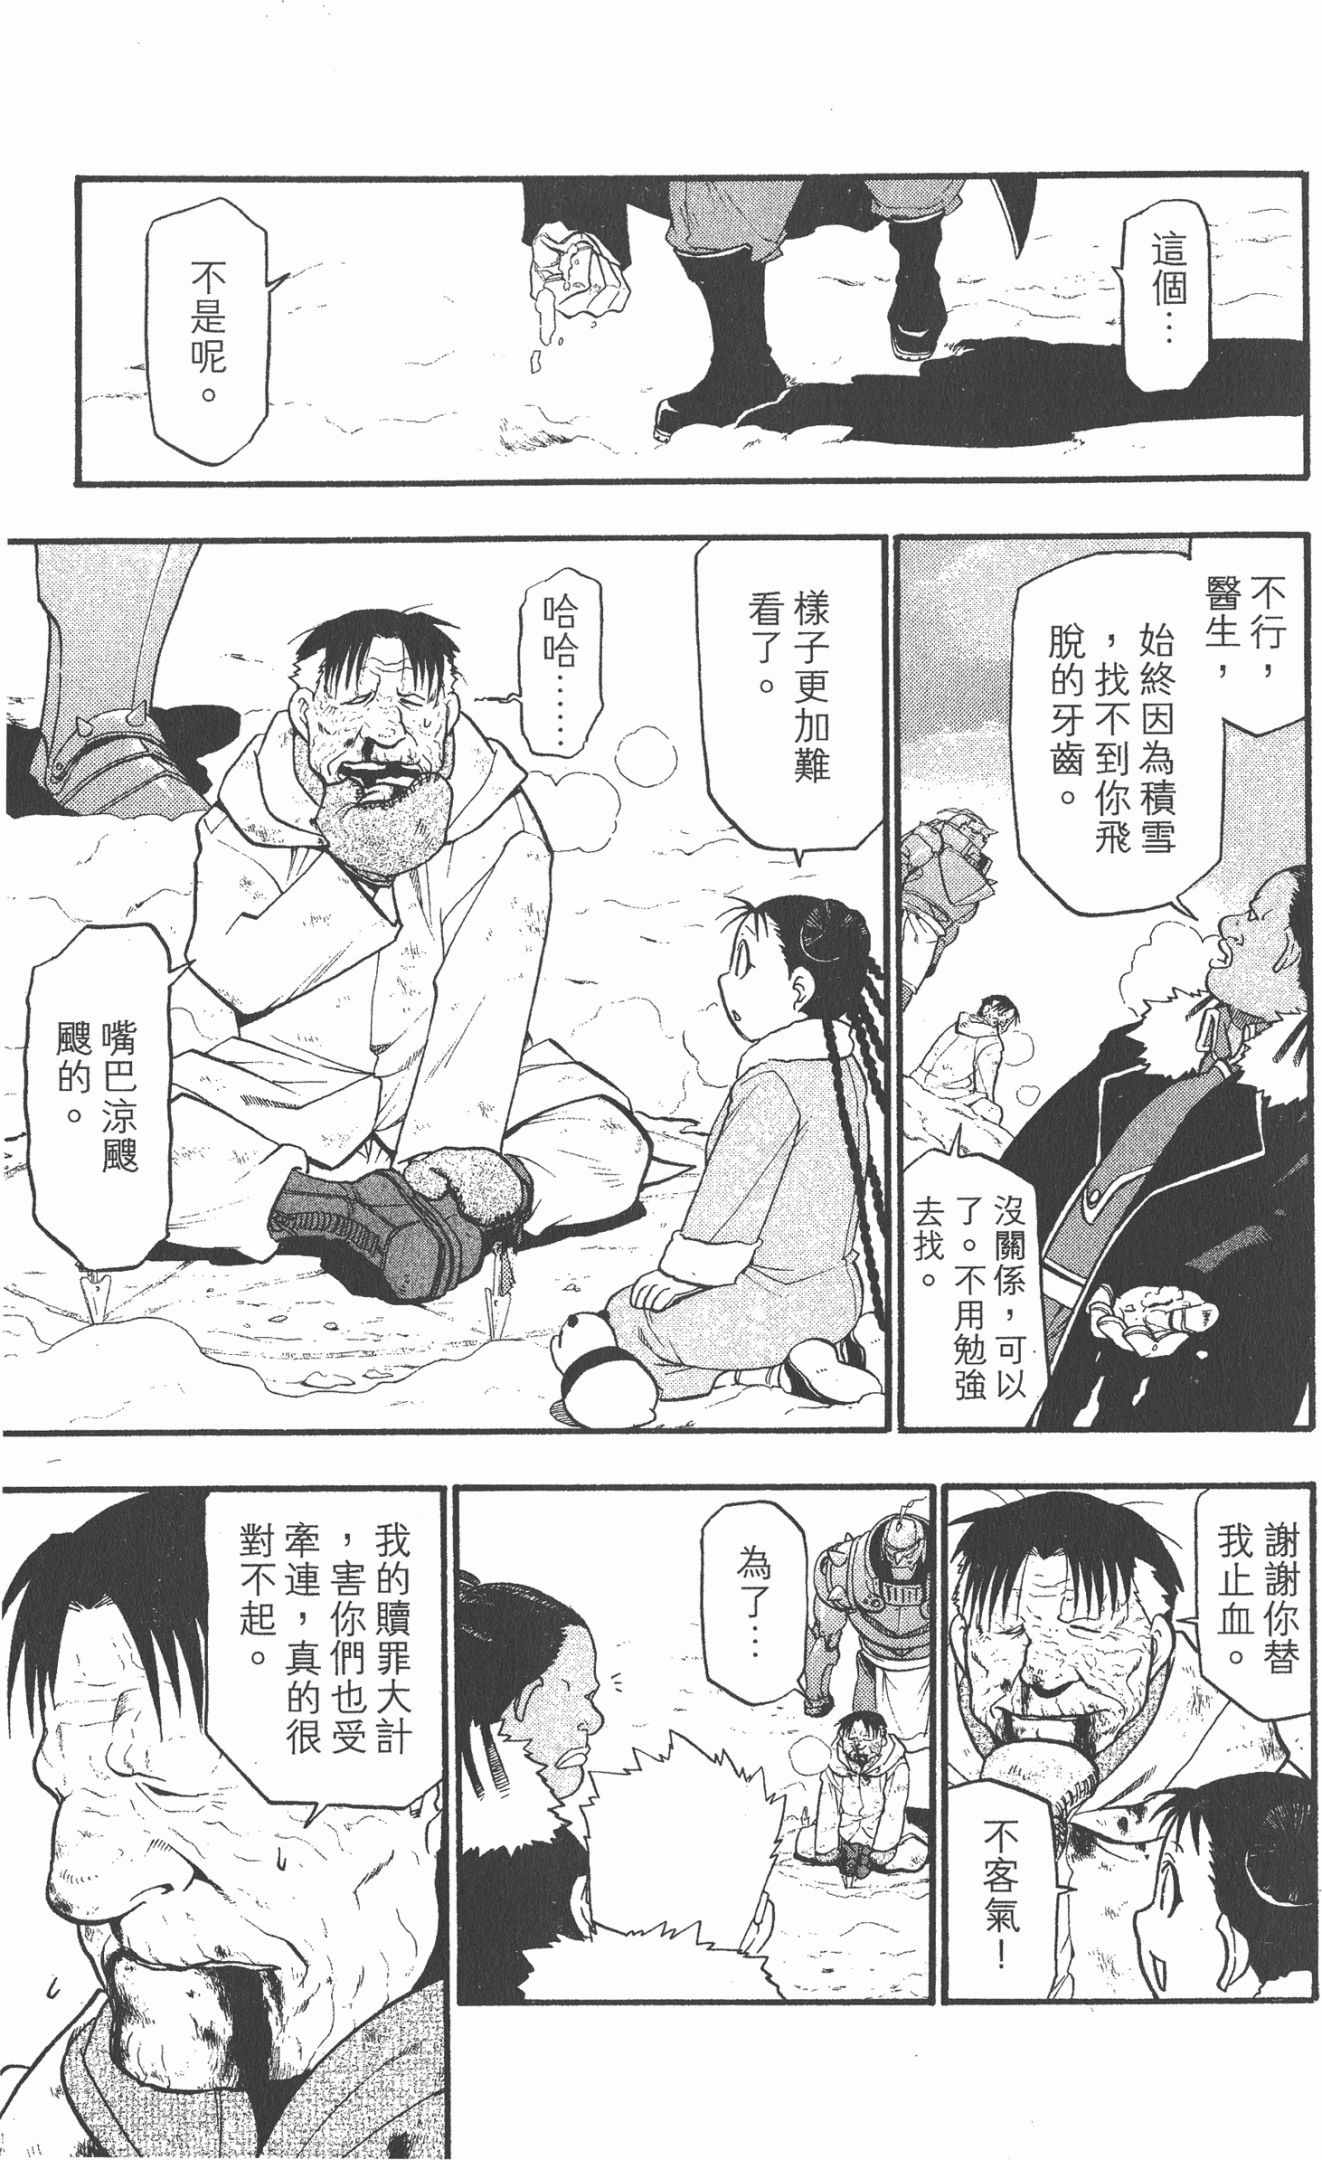 這個…
不是呢。
不行，
醫生，
始終因為積雪
，找不到你飛
脫的牙齒。
沒關係，可以
了。不用勉強
去找。
樣子更加難
看了。
哈哈……
嘴巴涼颼
颼的。
謝謝你替
我止血。
不客氣！
為了…
我的贖罪大計
，害你們也受
牽連，真的很
對不起。